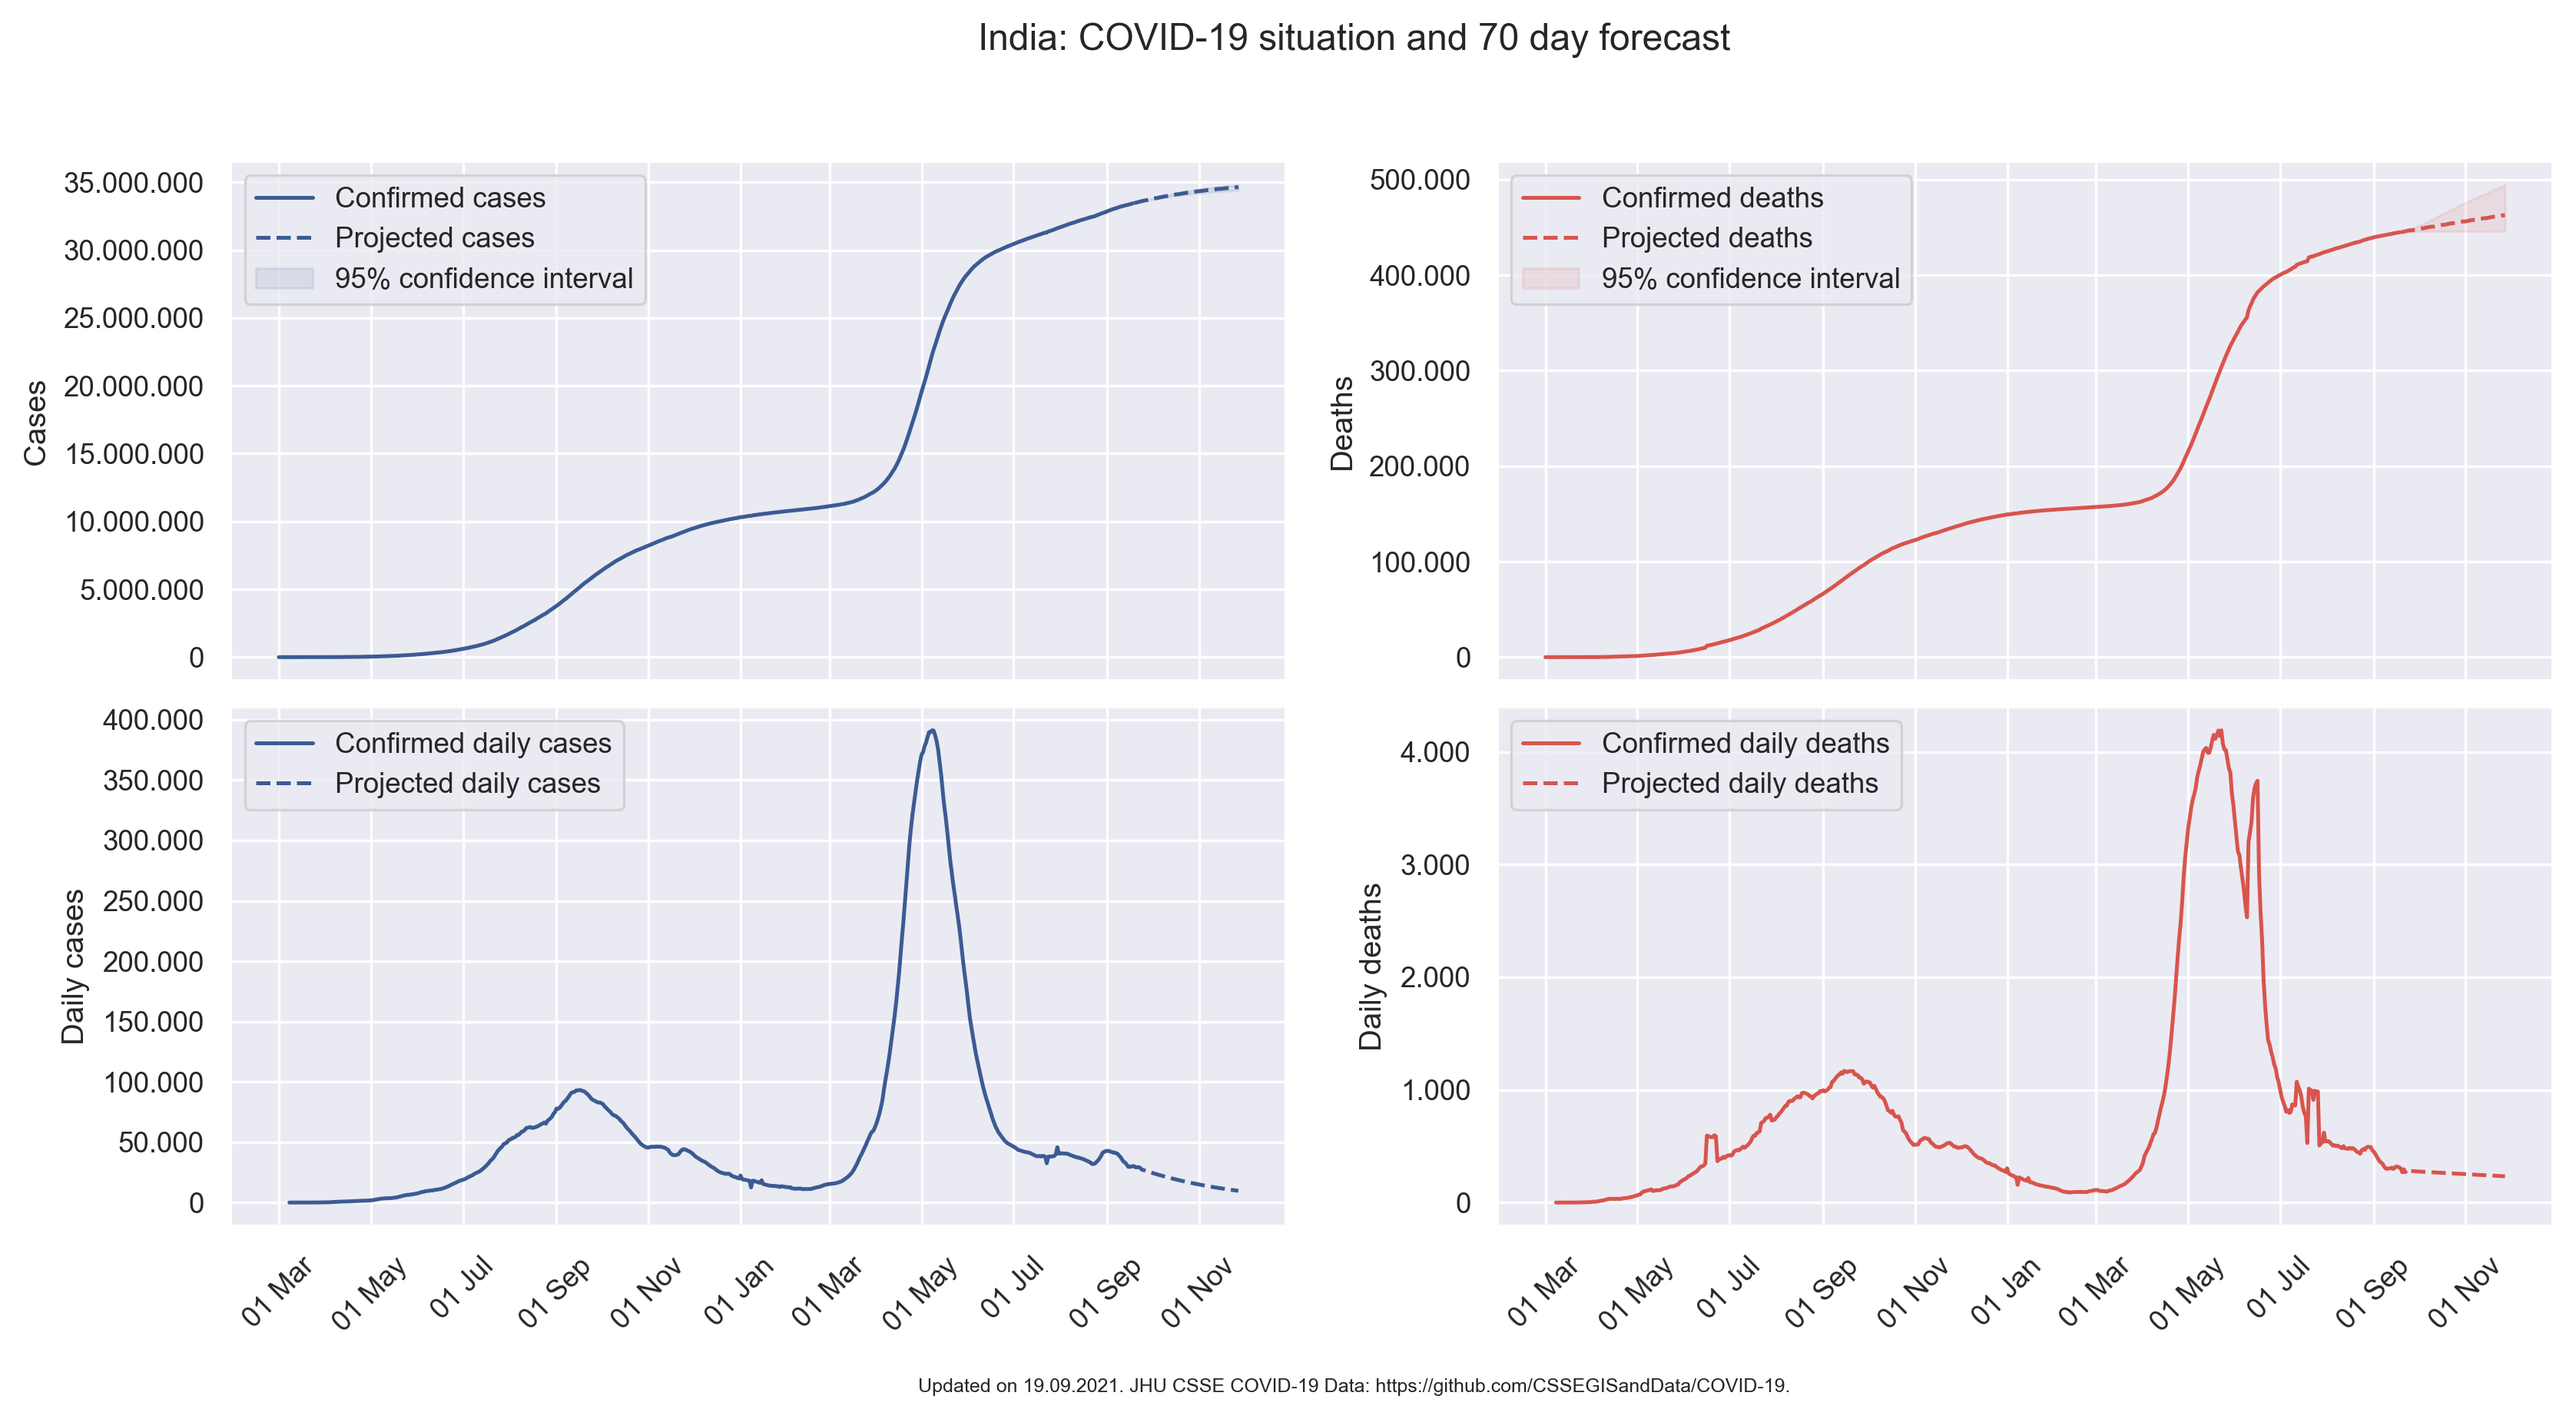 India: COVID-19 situation and 70 day forecast
Cases
35.000.000
30.000.000
25.000.000
20.000.000
15.000.000
10.000.000
5.000.000
0
Confirmed cases
Projected cases
95% confidence interval
Deaths
500.000
400.000
300.000
200.000
100.000
0
Confirmed deaths
Projected deaths
95% confidence interval
Daily cases
400.000
350.000
300.000
250.000
200.000
150.000
100.000
50.000
0
Confirmed daily cases
Projected daily cases
01 Mar
01 May
01 Jul
01 Sep
01 Nov
01 Jan
01 Mar
01 May
01 Jul
01 Sep
01 Nov
Daily deaths
4.000
3.000
2.000
1.000
0
Confirmed daily deaths
Projected daily deaths
01 Mar
01 May
01 Jul
01 Sep
01 Nov
01 Jan
01 Mar
01 May
01 Jul
01 Sep
01 Nov
Updated on 19.09.2021. JHU CSSE COVID-19 Data: https://github.com/CSSEGISandData/COVID-19.